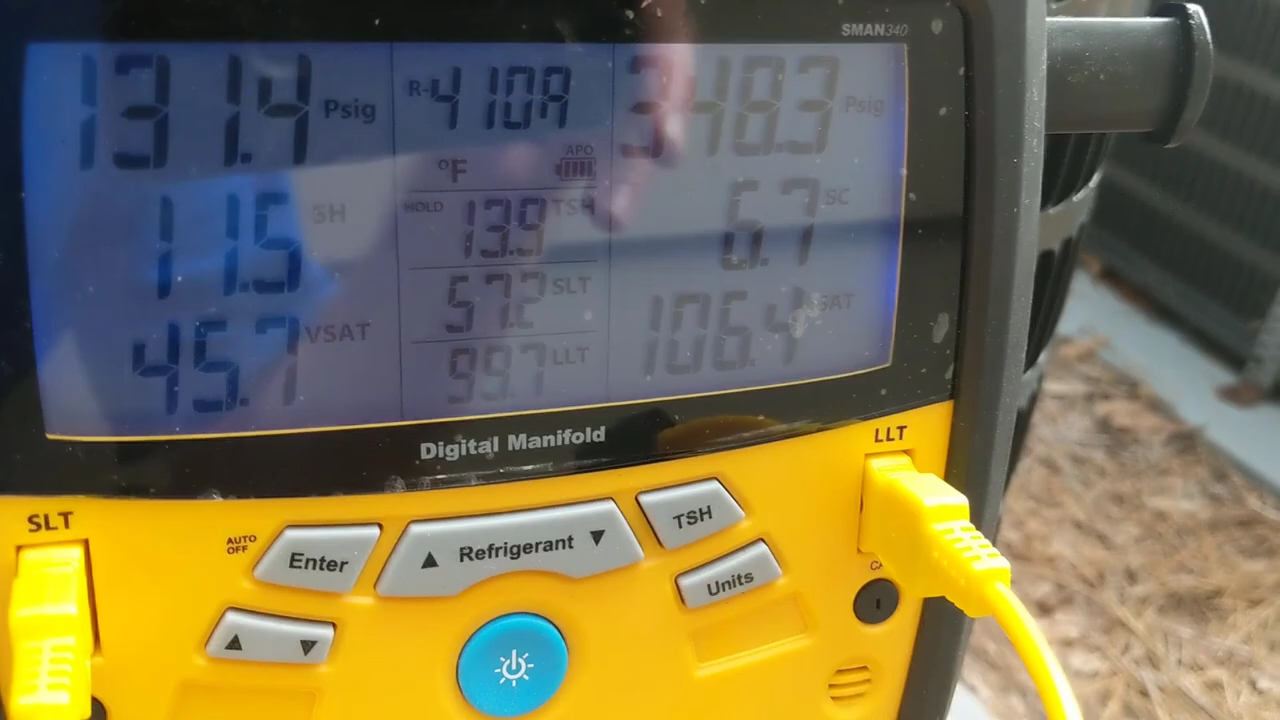 SMAN340
131.4 Psig
R-410A
348.3 Psig
°F
APO
11.5 SH
HOLD 13.9 TSH
6.7 SC
57.2 SLT
45.7 VSAT
99.7 LLT
106.4
Digital Manifold
LLT
SLT
AUTO OFF
Enter
▲ Refrigerant ▼
TSH
Units
▲ ▼